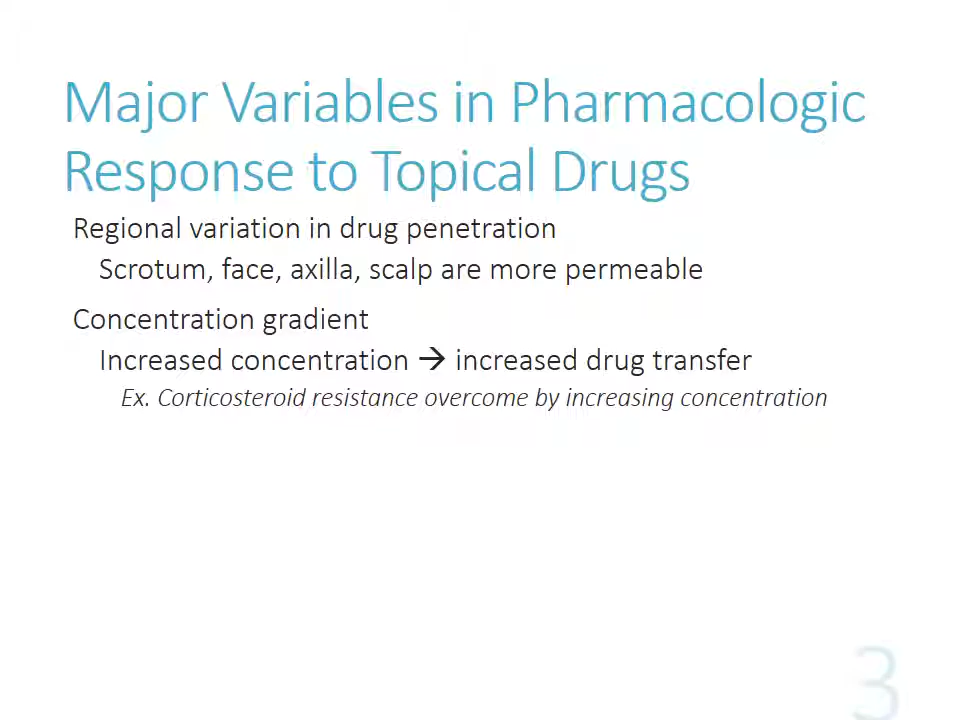 Major Variables in Pharmacologic
Response to Topical Drugs
Regional variation in drug penetration
Scrotum, face, axilla, scalp are more permeable
Concentration gradient
Increased concentration → increased drug transfer
Ex. Corticosteroid resistance overcome by increasing concentration
3